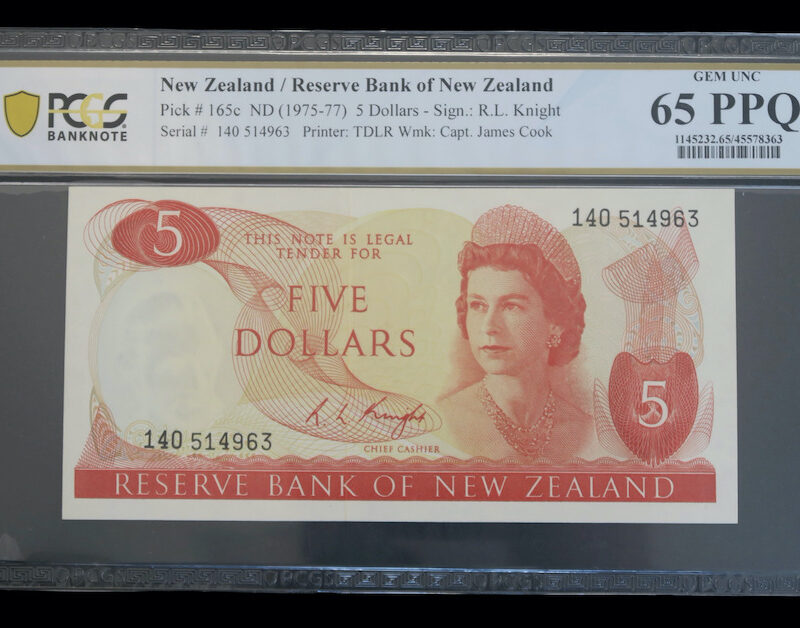 PCGS
BANKNOTE
New Zealand / Reserve Bank of New Zealand
Pick # 165c ND (1975-77) 5 Dollars - Sign.: R.L. Knight
Serial # 140 514963 Printer: TDLR Wmk: Capt. James Cook
GEM UNC
65 PPQ
1145232.65/45578363
5
THIS NOTE IS LEGAL
TENDER FOR
FIVE
DOLLARS
140 514963
5
R. L. Knight
CHIEF CASHIER
140 514963
RESERVE BANK OF NEW ZEALAND